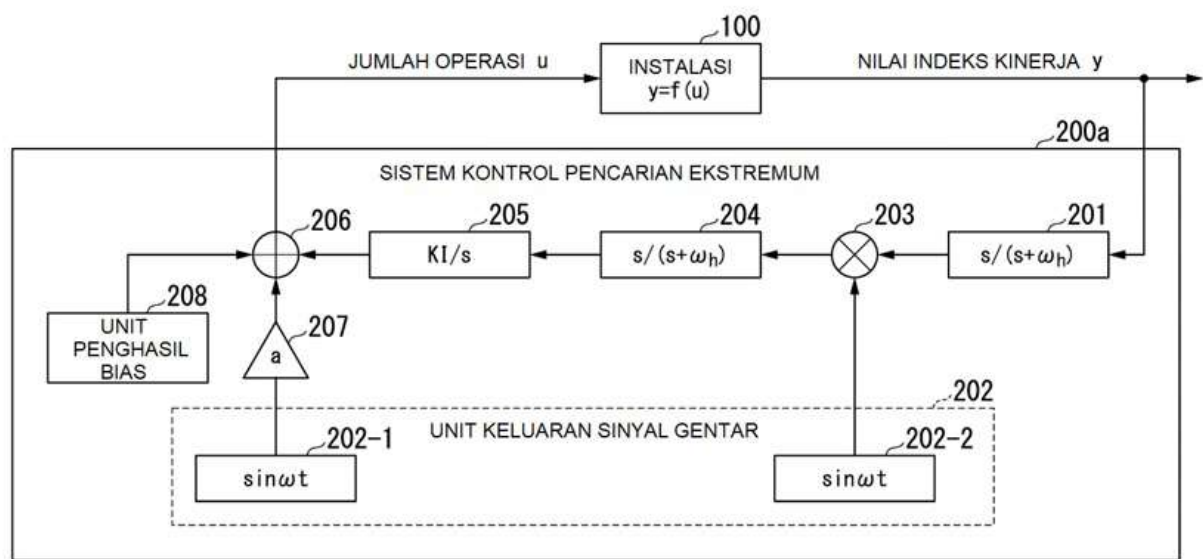 100
JUMLAH OPERASI u
INSTALASI
y=f(u)
NILAI INDEKS KINERJA y
200a
SISTEM KONTROL PENCARIAN EKSTREMUM
206
205
204
203
201
KI/s
s/(s+ωh)
s/(s+ωh)
208
UNIT
PENGHASIL
BIAS
207
a
202
UNIT KELUARAN SINYAL GENTAR
202-1
202-2
sinωt
sinωt